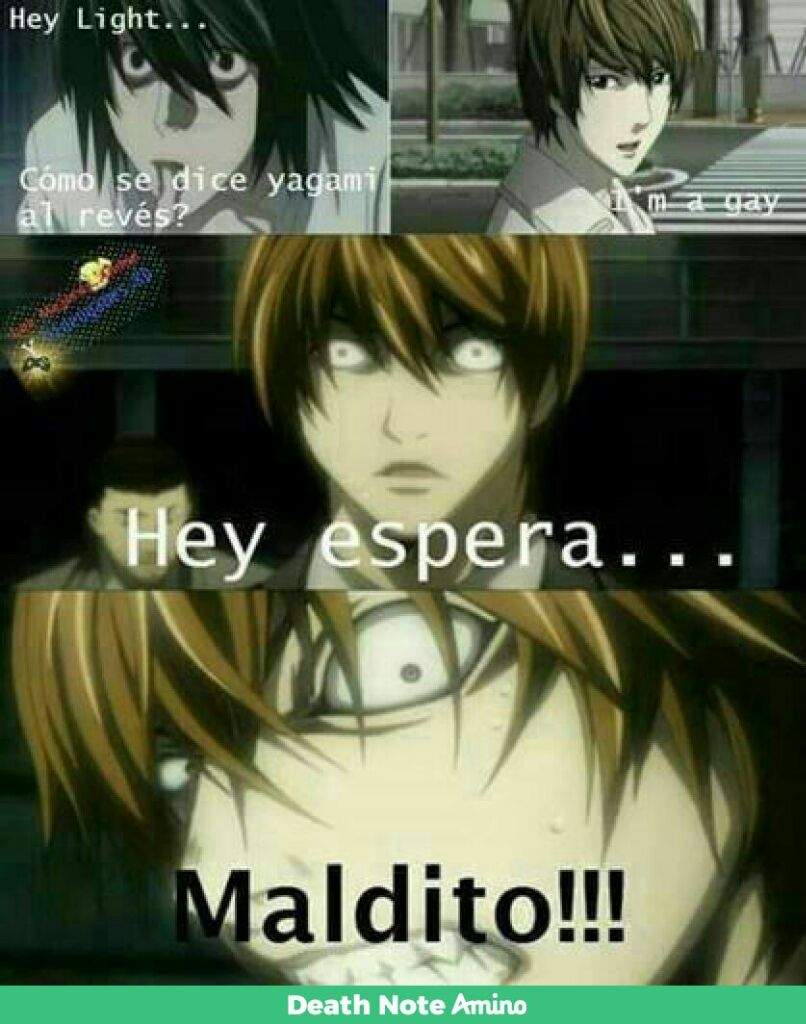 Hey Light...
Cómo se dice yagami
al revés?
i'm a gay
Hey espera...
Maldito!!!
Death Note Amino